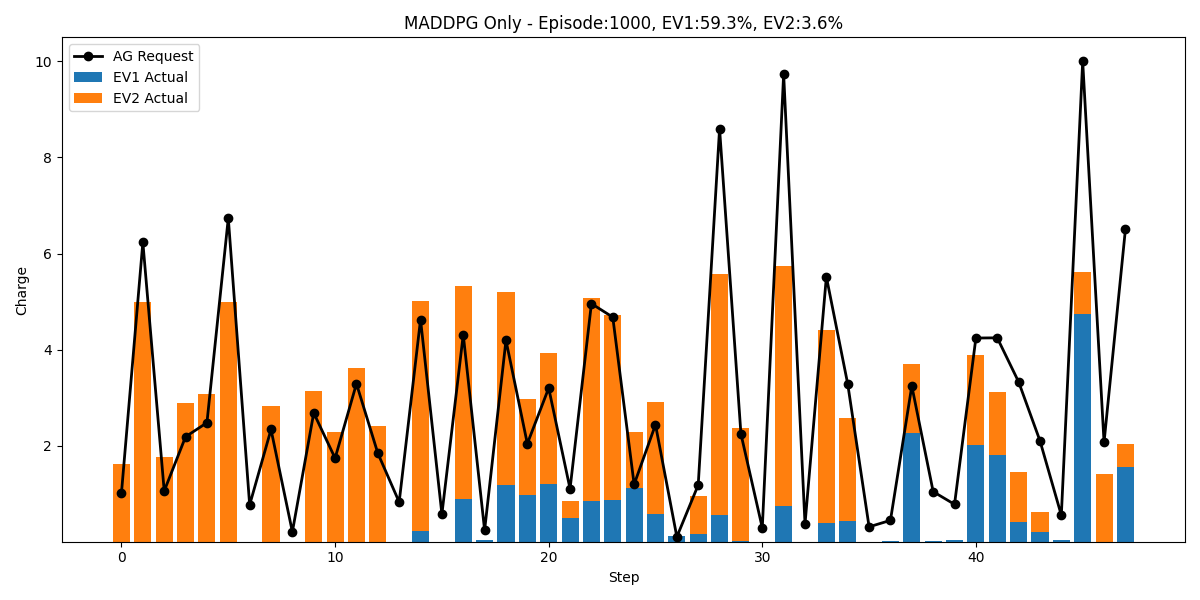 MADDPG Only - Episode:1000, EV1:59.3%, EV2:3.6%
AG Request
EV1 Actual
EV2 Actual
Charge
10
8
6
4
2
0
10
20
30
40
Step